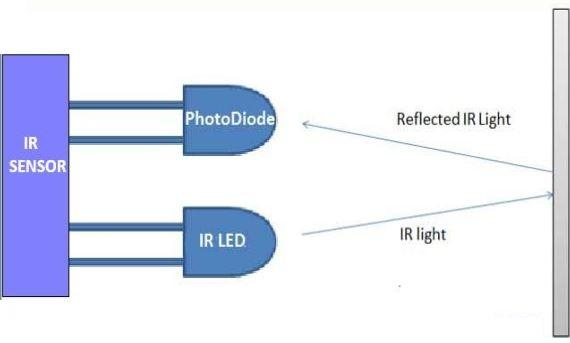 PhotoDiode
Reflected IR Light
IR
SENSOR
IR LED
IR light